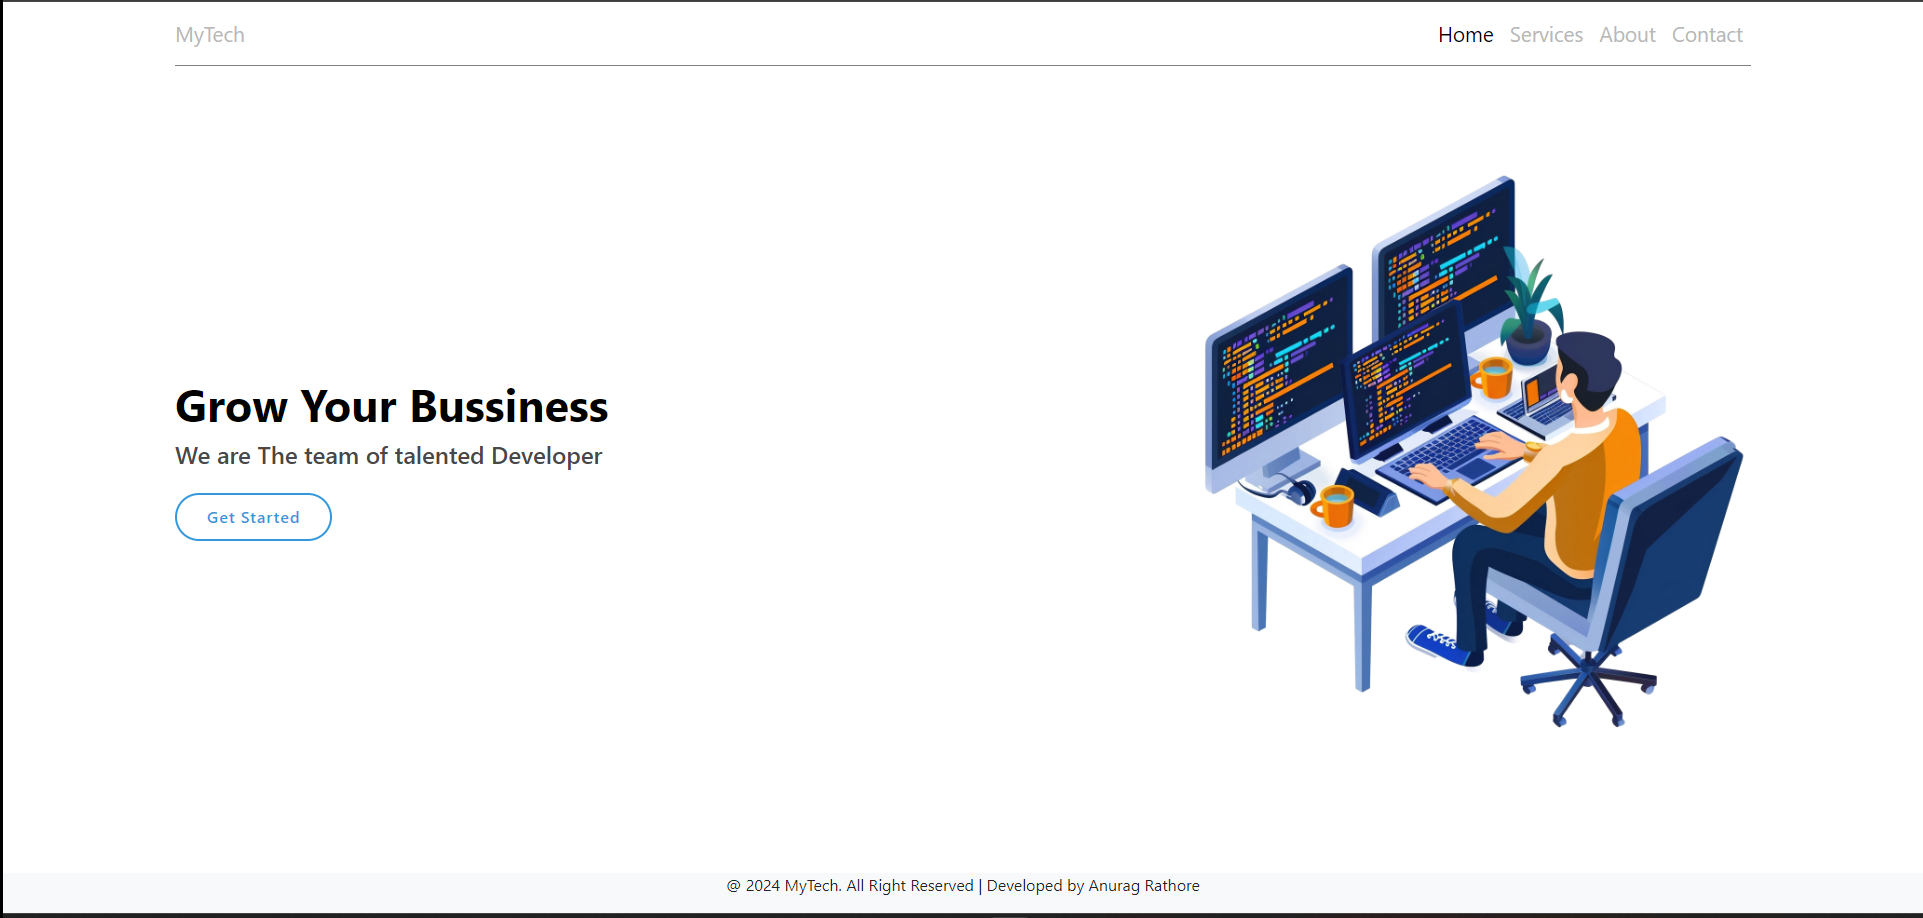 MyTech
Home Services About Contact
Grow Your Bussiness
We are The team of talented Developer
Get Started
@ 2024 MyTech. All Right Reserved | Developed by Anurag Rathore